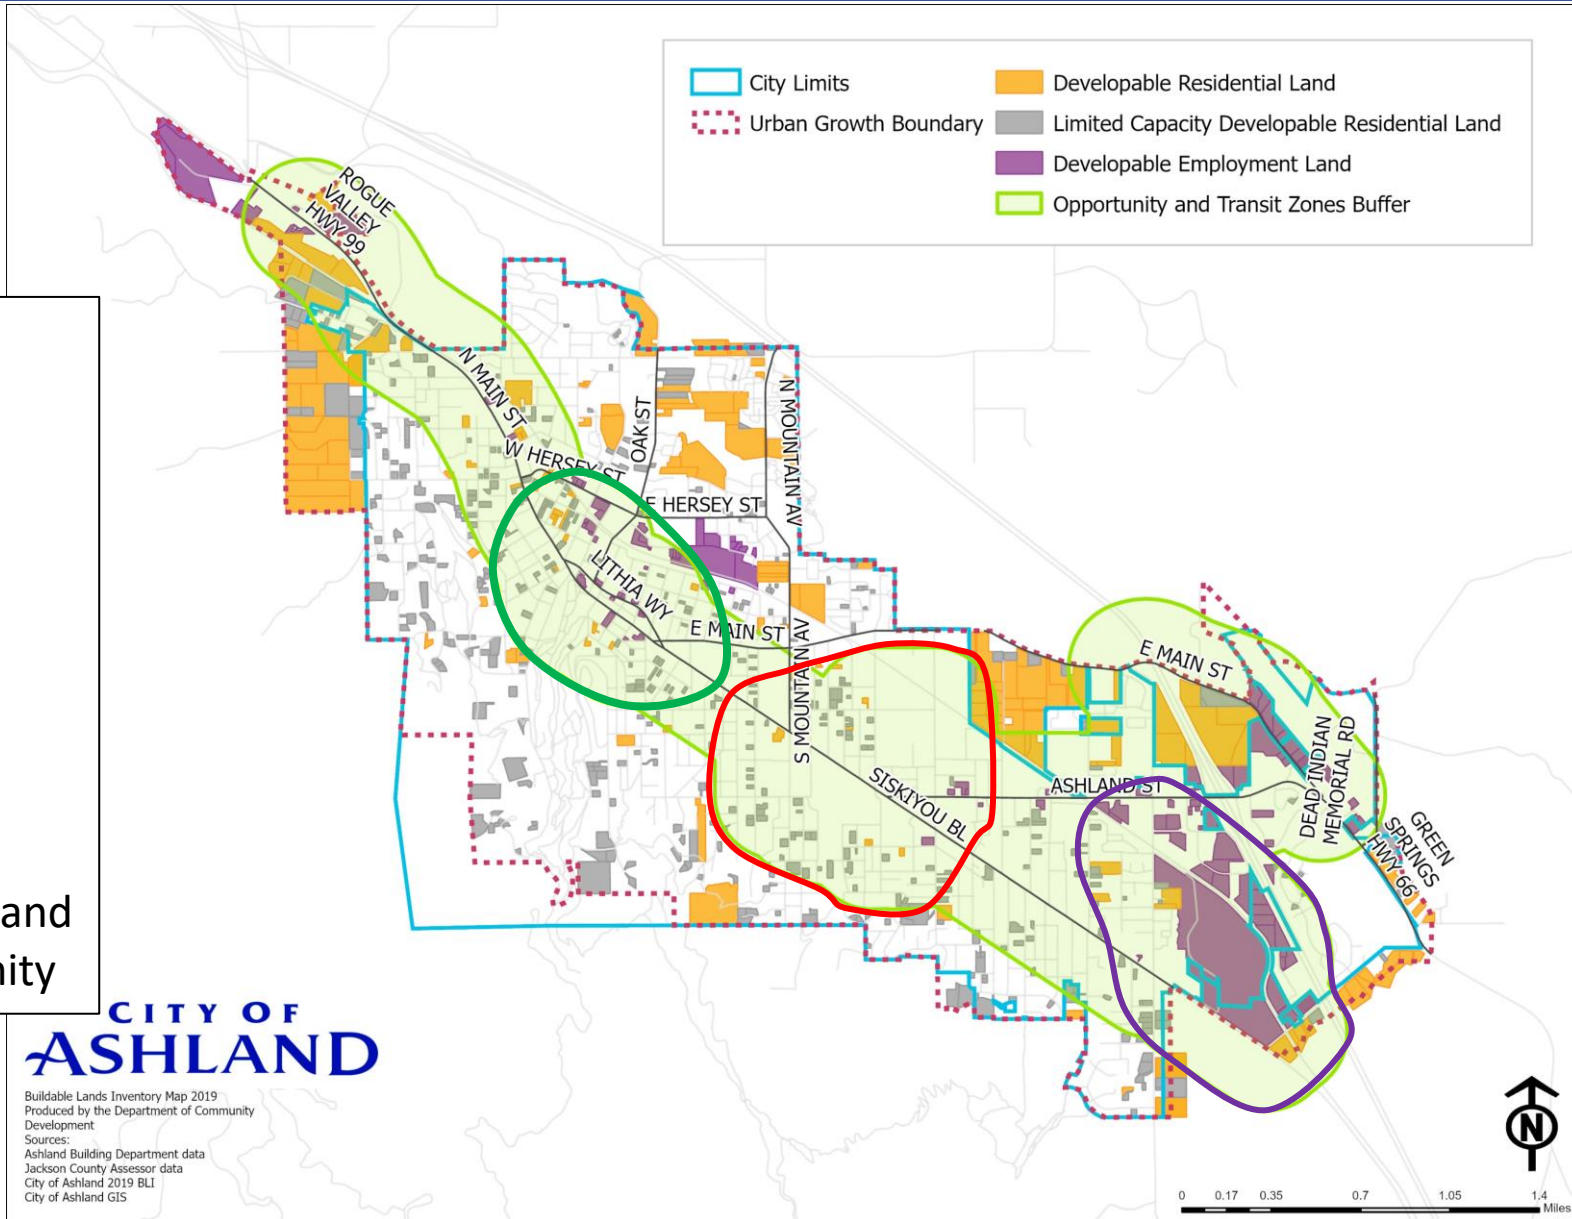 City Limits
Urban Growth Boundary
Developable Residential Land
Limited Capacity Developable Residential Land
Developable Employment Land
Opportunity and Transit Zones Buffer
ROGUE
VALLEY
HWY 99
N MAIN ST
W HERSEY ST
OAK ST
N MOUNTAIN AV
E HERSEY ST
LITHIA WY
E MAIN ST
S MOUNTAIN AV
E MAIN ST
SISKIYOU BL
ASHLAND ST
DEAD INDIAN
MEMORIAL RD
GREEN
SPRINGS
HWY 66
and
nity
CITY OF
ASHLAND
Buildable Lands Inventory Map 2019
Produced by the Department of Community
Development
Sources:
Ashland Building Department data
Jackson County Assessor data
City of Ashland 2019 BLI
City of Ashland GIS
N
0 0.17 0.35 0.7 1.05 1.4
Miles